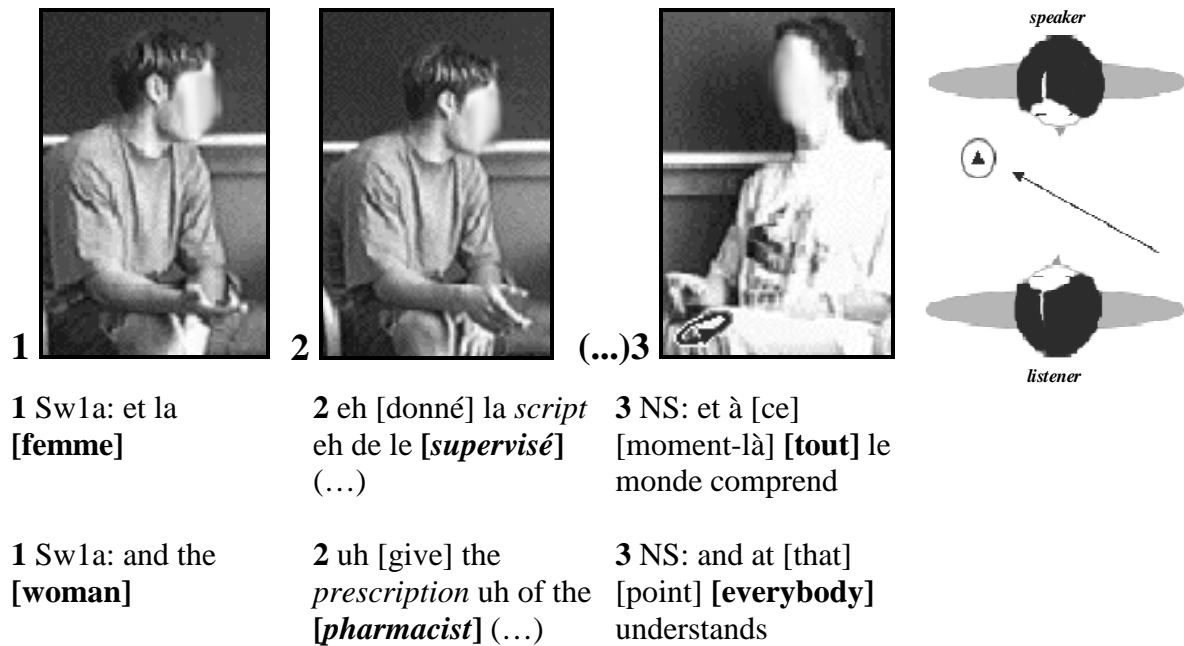 speaker
1
2
(...)3
listener
1 Sw1a: et la
[femme]
2 eh [donné] la script
eh de le [supervisé]
(…)
3 NS: et à [ce]
[moment-là] [tout] le
monde comprend
1 Sw1a: and the
[woman]
2 uh [give] the
prescription uh of the
[pharmacist] (…)
3 NS: and at [that]
[point] [everybody]
understands